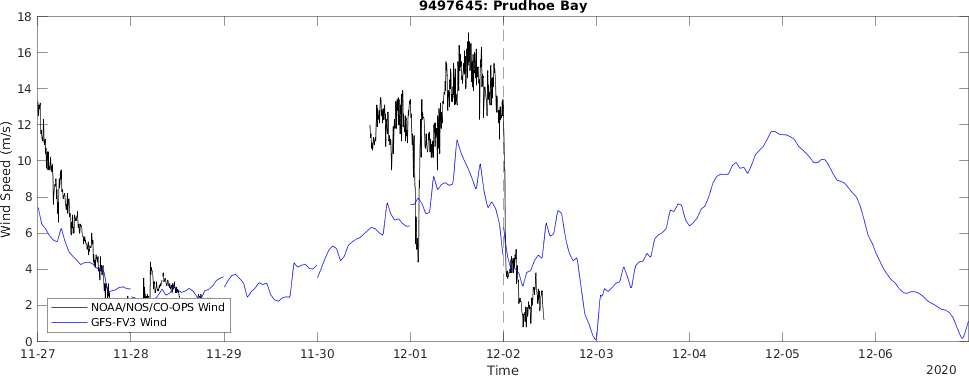 9497645: Prudhoe Bay
18
16
14
12
10
8
6
4
2
0
Wind Speed (m/s)
NOAA/NOS/CO-OPS Wind
GFS-FV3 Wind
11-27 11-28 11-29 11-30 12-01 12-02 12-03 12-04 12-05 12-06
Time
2020